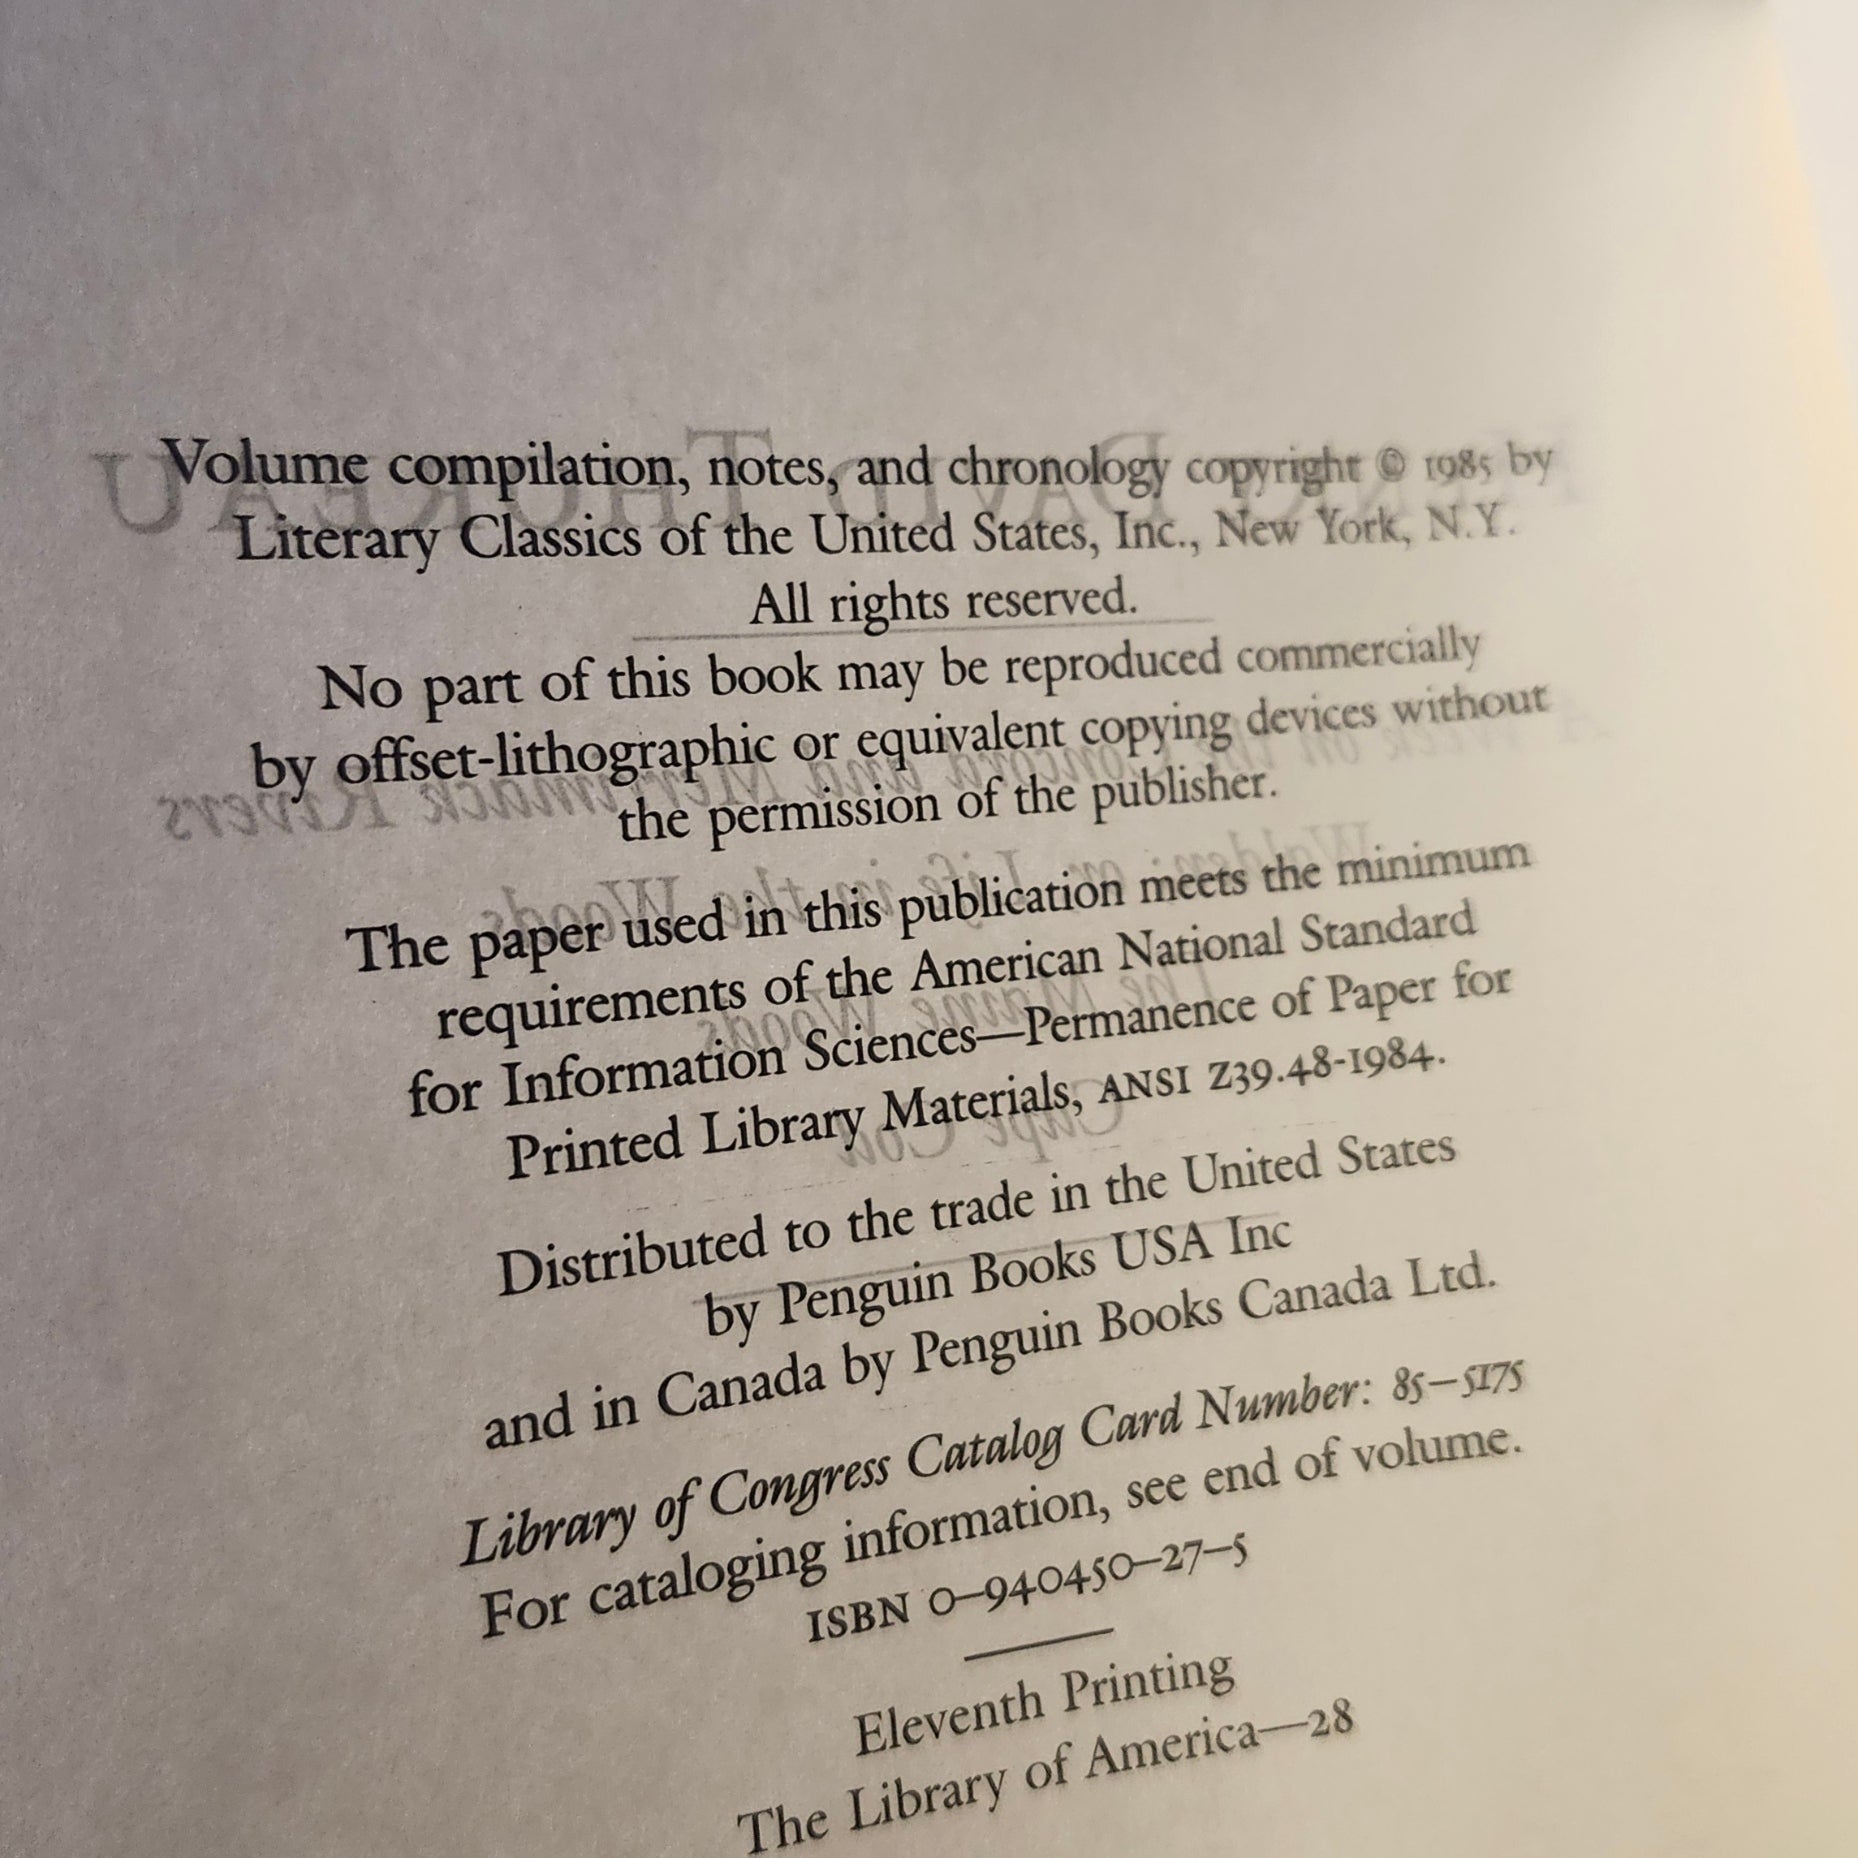 Volume compilation, notes, and chronology copyright © 1985 by
Literary Classics of the United States, Inc., New York, N.Y.
All rights reserved.
No part of this book may be reproduced commercially
by offset-lithographic or equivalent copying devices without
the permission of the publisher.
The paper used in this publication meets the minimum
requirements of the American National Standard
for Information Sciences—Permanence of Paper for
Printed Library Materials, ANSI Z39.48-1984.
Distributed to the trade in the United States
by Penguin Books USA Inc
and in Canada by Penguin Books Canada Ltd.
Library of Congress Catalog Card Number: 85–5175
For cataloging information, see end of volume.
ISBN 0–940450–27–5
Eleventh Printing
The Library of America—28